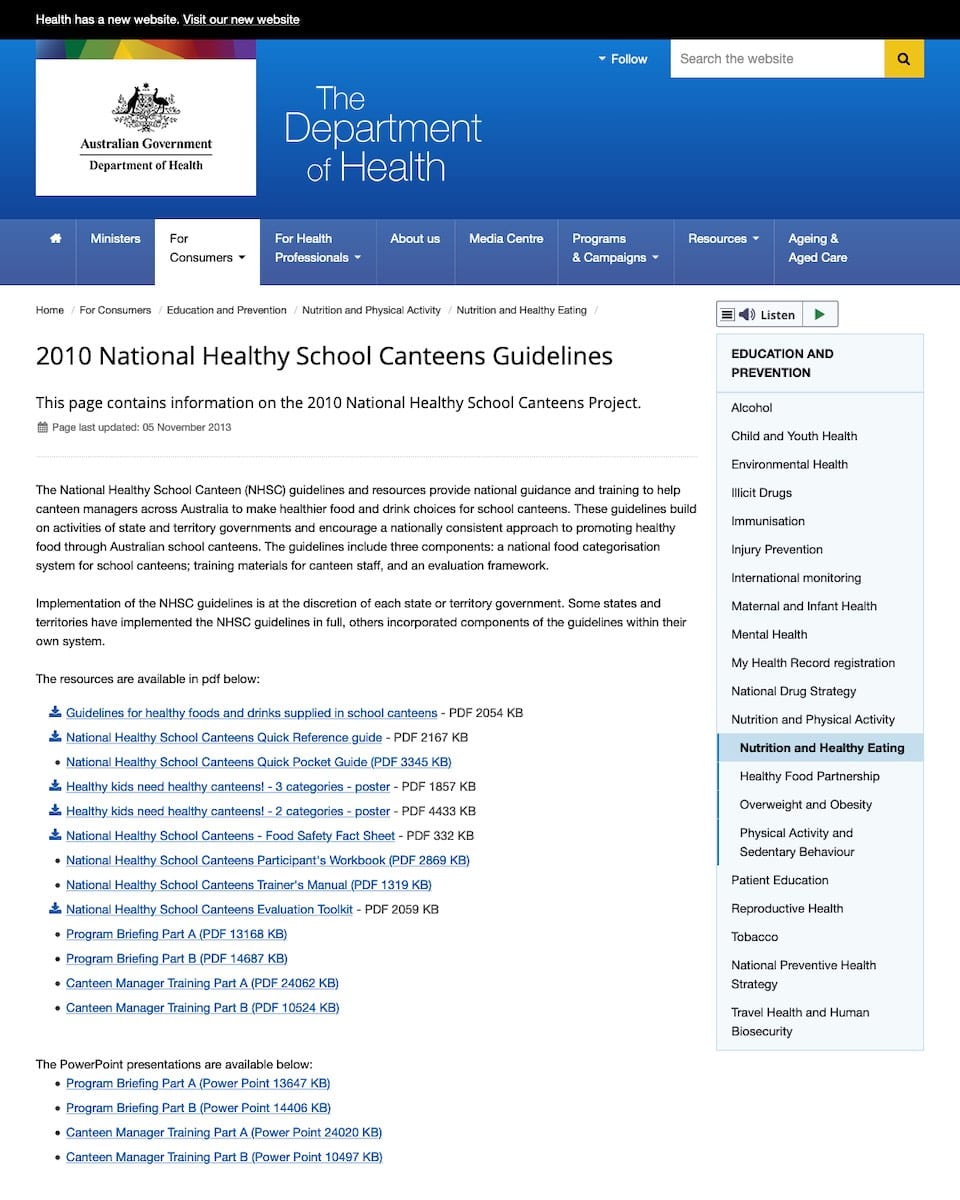 Health has a new website. Visit our new website
Follow
Search the website
Australian Government
Department of Health
The
Department
of Health
Ministers
For
Consumers
For Health
Professionals
About us
Media Centre
Programs
& Campaigns
Resources
Ageing &
Aged Care
Home / For Consumers / Education and Prevention / Nutrition and Physical Activity / Nutrition and Healthy Eating /
Listen
2010 National Healthy School Canteens Guidelines
This page contains information on the 2010 National Healthy School Canteens Project.
Page last updated: 05 November 2013
The National Healthy School Canteen (NHSC) guidelines and resources provide national guidance and training to help
canteen managers across Australia to make healthier food and drink choices for school canteens. These guidelines build
on activities of state and territory governments and encourage a nationally consistent approach to promoting healthy
food through Australian school canteens. The guidelines include three components: a national food categorisation
system for school canteens; training materials for canteen staff, and an evaluation framework.
Implementation of the NHSC guidelines is at the discretion of each state or territory government. Some states and
territories have implemented the NHSC guidelines in full, others incorporated components of the guidelines within their
own system.
The resources are available in pdf below:
Guidelines for healthy foods and drinks supplied in school canteens - PDF 2054 KB
National Healthy School Canteens Quick Reference guide - PDF 2167 KB
• National Healthy School Canteens Quick Pocket Guide (PDF 3345 KB)
Healthy kids need healthy canteens! - 3 categories - poster - PDF 1857 KB
Healthy kids need healthy canteens! - 2 categories - poster - PDF 4433 KB
National Healthy School Canteens - Food Safety Fact Sheet - PDF 332 KB
• National Healthy School Canteens Participant's Workbook (PDF 2869 KB)
• National Healthy School Canteens Trainer's Manual (PDF 1319 KB)
National Healthy School Canteens Evaluation Toolkit - PDF 2059 KB
• Program Briefing Part A (PDF 13168 KB)
• Program Briefing Part B (PDF 14687 KB)
• Canteen Manager Training Part A (PDF 24062 KB)
• Canteen Manager Training Part B (PDF 10524 KB)
The PowerPoint presentations are available below:
• Program Briefing Part A (Power Point 13647 KB)
• Program Briefing Part B (Power Point 14406 KB)
• Canteen Manager Training Part A (Power Point 24020 KB)
• Canteen Manager Training Part B (Power Point 10497 KB)
EDUCATION AND
PREVENTION
Alcohol
Child and Youth Health
Environmental Health
Illicit Drugs
Immunisation
Injury Prevention
International monitoring
Maternal and Infant Health
Mental Health
My Health Record registration
National Drug Strategy
Nutrition and Physical Activity
Nutrition and Healthy Eating
Healthy Food Partnership
Overweight and Obesity
Physical Activity and
Sedentary Behaviour
Patient Education
Reproductive Health
Tobacco
National Preventive Health
Strategy
Travel Health and Human
Biosecurity